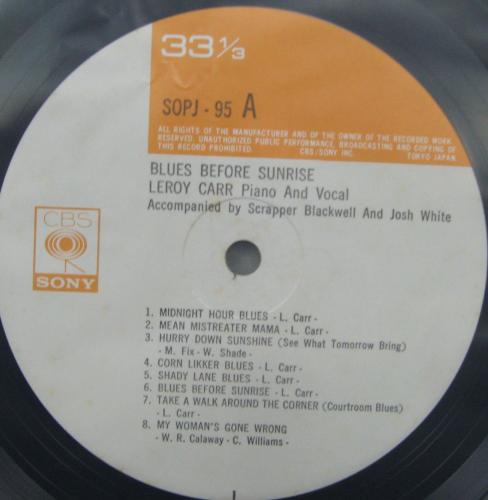 33 1/3
SOPJ - 95 A
ALL RIGHTS OF THE MANUFACTURER AND OF THE OWNER OF THE RECORDED WORK
RESERVED. UNAUTHORIZED PUBLIC PERFORMANCE, BROADCASTING AND COPYING OF
THIS RECORD PROHIBITED. CBS/SONY INC. TOKYO JAPAN
BLUES BEFORE SUNRISE
LEROY CARR Piano And Vocal
Accompanied by Scrapper Blackwell And Josh White
CBS
SONY
1. MIDNIGHT HOUR BLUES - L. Carr -
2. MEAN MISTREATER MAMA - L. Carr -
3. HURRY DOWN SUNSHINE (See What Tomorrow Bring)
- M. Fix - W. Shade -
4. CORN LIKKER BLUES - L. Carr -
5. SHADY LANE BLUES - L. Carr -
6. BLUES BEFORE SUNRISE - L. Carr -
7. TAKE A WALK AROUND THE CORNER (Courtroom Blues)
- L. Carr -
8. MY WOMAN'S GONE WRONG
- W. R. Calaway - C. Williams -